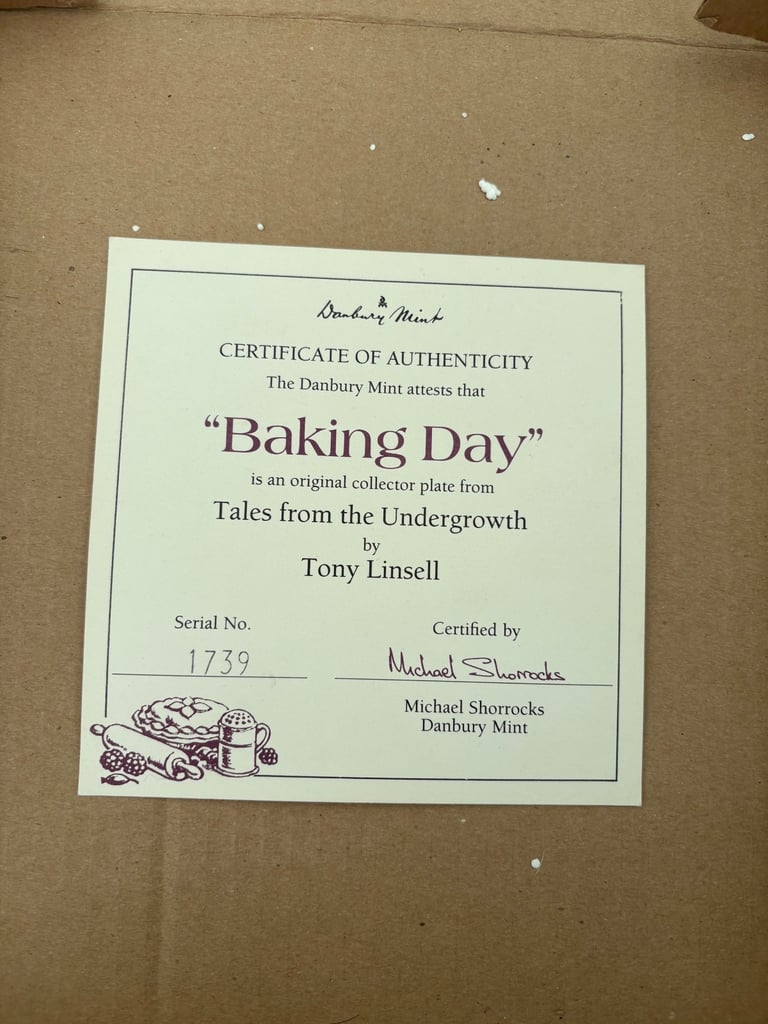 Danbury Mint
CERTIFICATE OF AUTHENTICITY
The Danbury Mint attests that
“Baking Day”
is an original collector plate from
Tales from the Undergrowth
by
Tony Linsell
Serial No.
1739
Certified by
Michael Shorrocks
Michael Shorrocks
Danbury Mint